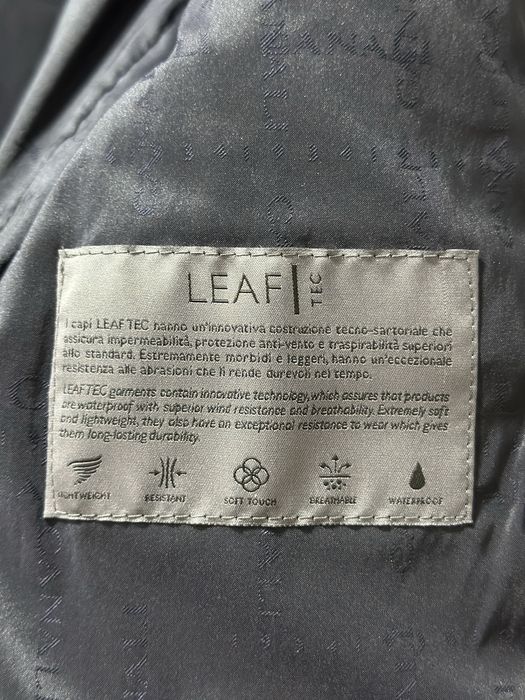 LEAF TEC
I capi LEAFTEC hanno un'innovativa costruzione tecno-sartoriale che
assicura impermeabilità, protezione anti-vento e traspirabilità superiori
allo standard. Estremamente morbidi e leggeri, hanno un'eccezionale
resistenza alle abrasioni che li rende durevoli nel tempo.
LEAFTEC garments contain innovative technology, which assures that products
are waterproof with superior wind resistance and breathability. Extremely soft
and lightweight, they also have an exceptional resistance to wear which gives
them long-lasting durability.
LIGHTWEIGHT RESISTANT SOFT TOUCH BREATHABLE WATERPROOF